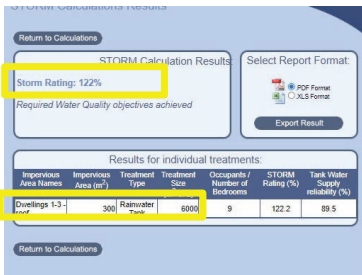 STORM Calculations Results
Return to Calculations
STORM Calculation Results:
Storm Rating: 122%
Required Water Quality objectives achieved
Select Report Format:
PDF Format
XLS Format
Export Result
Results for individual treatments:
Impervious Area Names Impervious Area (m²) Treatment Type Treatment Size Occupants / Number of Bedrooms STORM Rating (%) Tank Water Supply reliability (%)
Dwellings 1-3 - roof 300 Rainwater Tank 6000 9 122.2 89.5
Return to Calculations